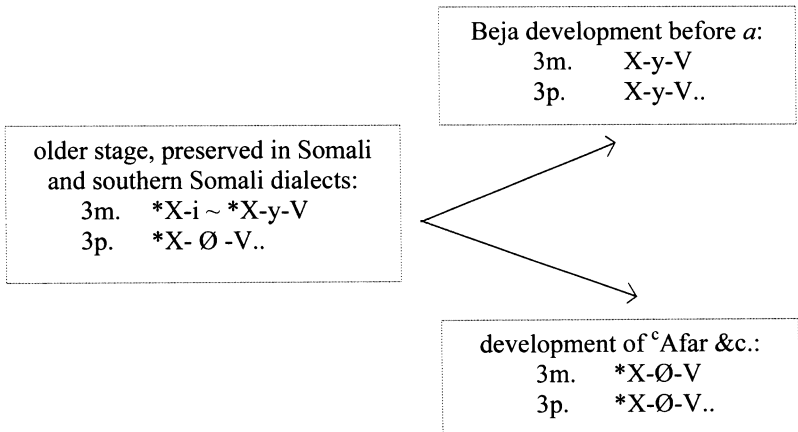 Beja development before a:
3m. X-y-V
3p. X-y-V..
older stage, preserved in Somali
and southern Somali dialects:
3m. *X-i ~ *X-y-V
3p. *X- Ø -V..
development of ᶜAfar &c.:
3m. *X-Ø-V
3p. *X-Ø-V..